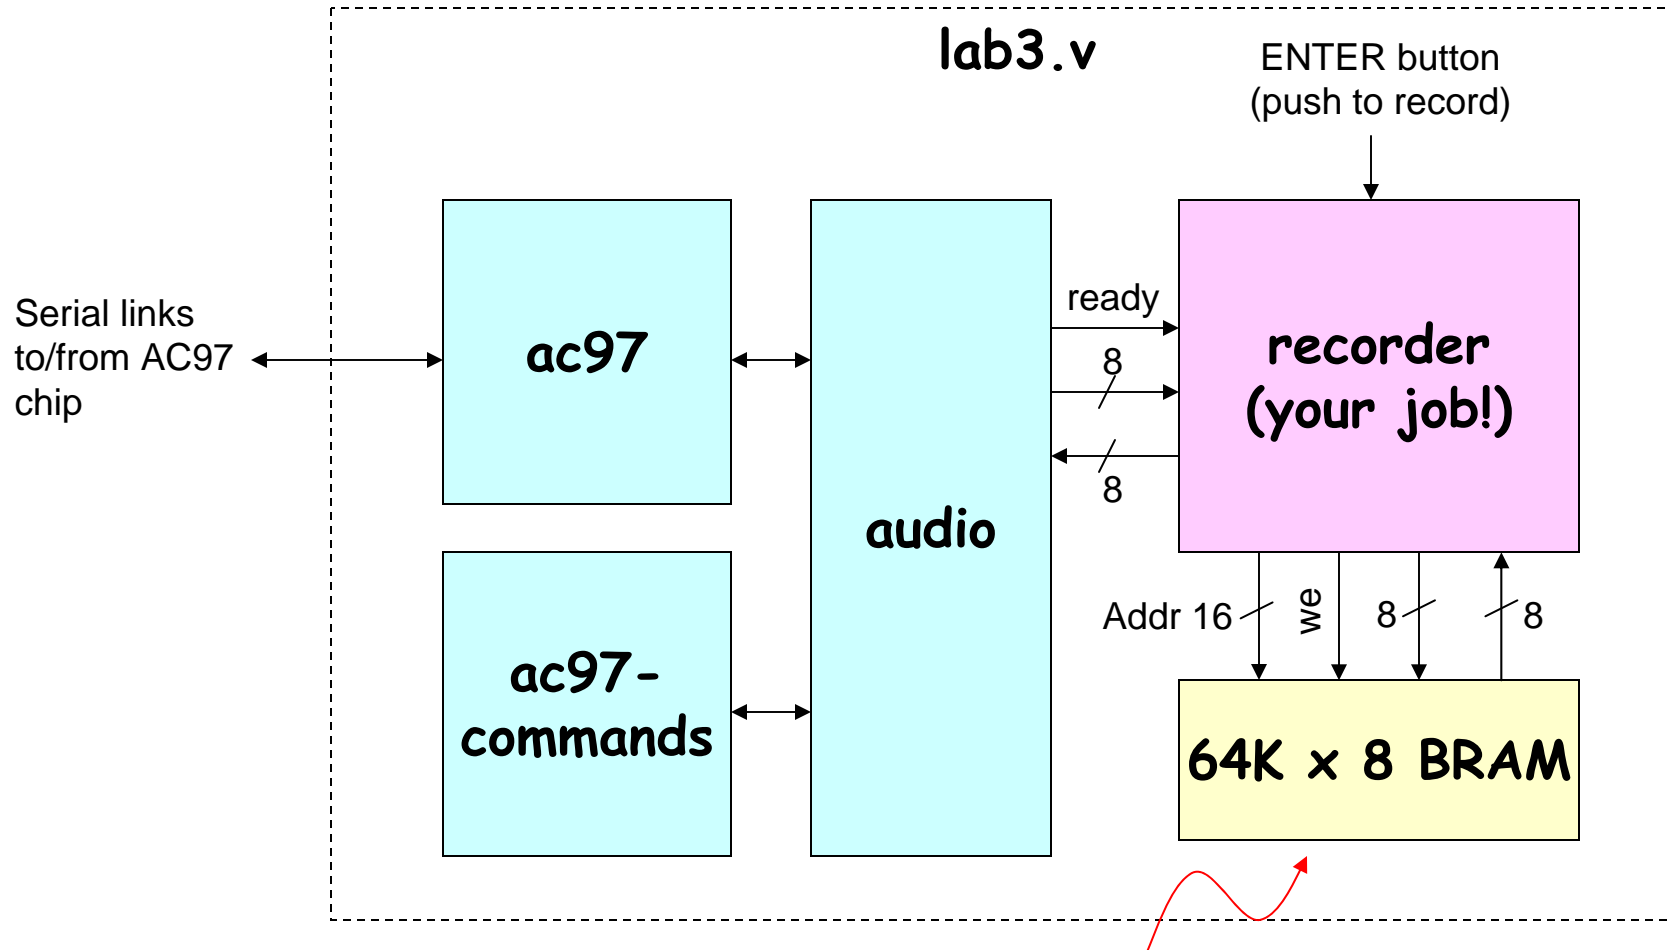 lab3.v
ENTER button
(push to record)
Serial links
to/from AC97
chip
ac97
ac97-
commands
audio
ready
8
8
recorder
(your job!)
Addr 16
we
8
8
64K x 8 BRAM